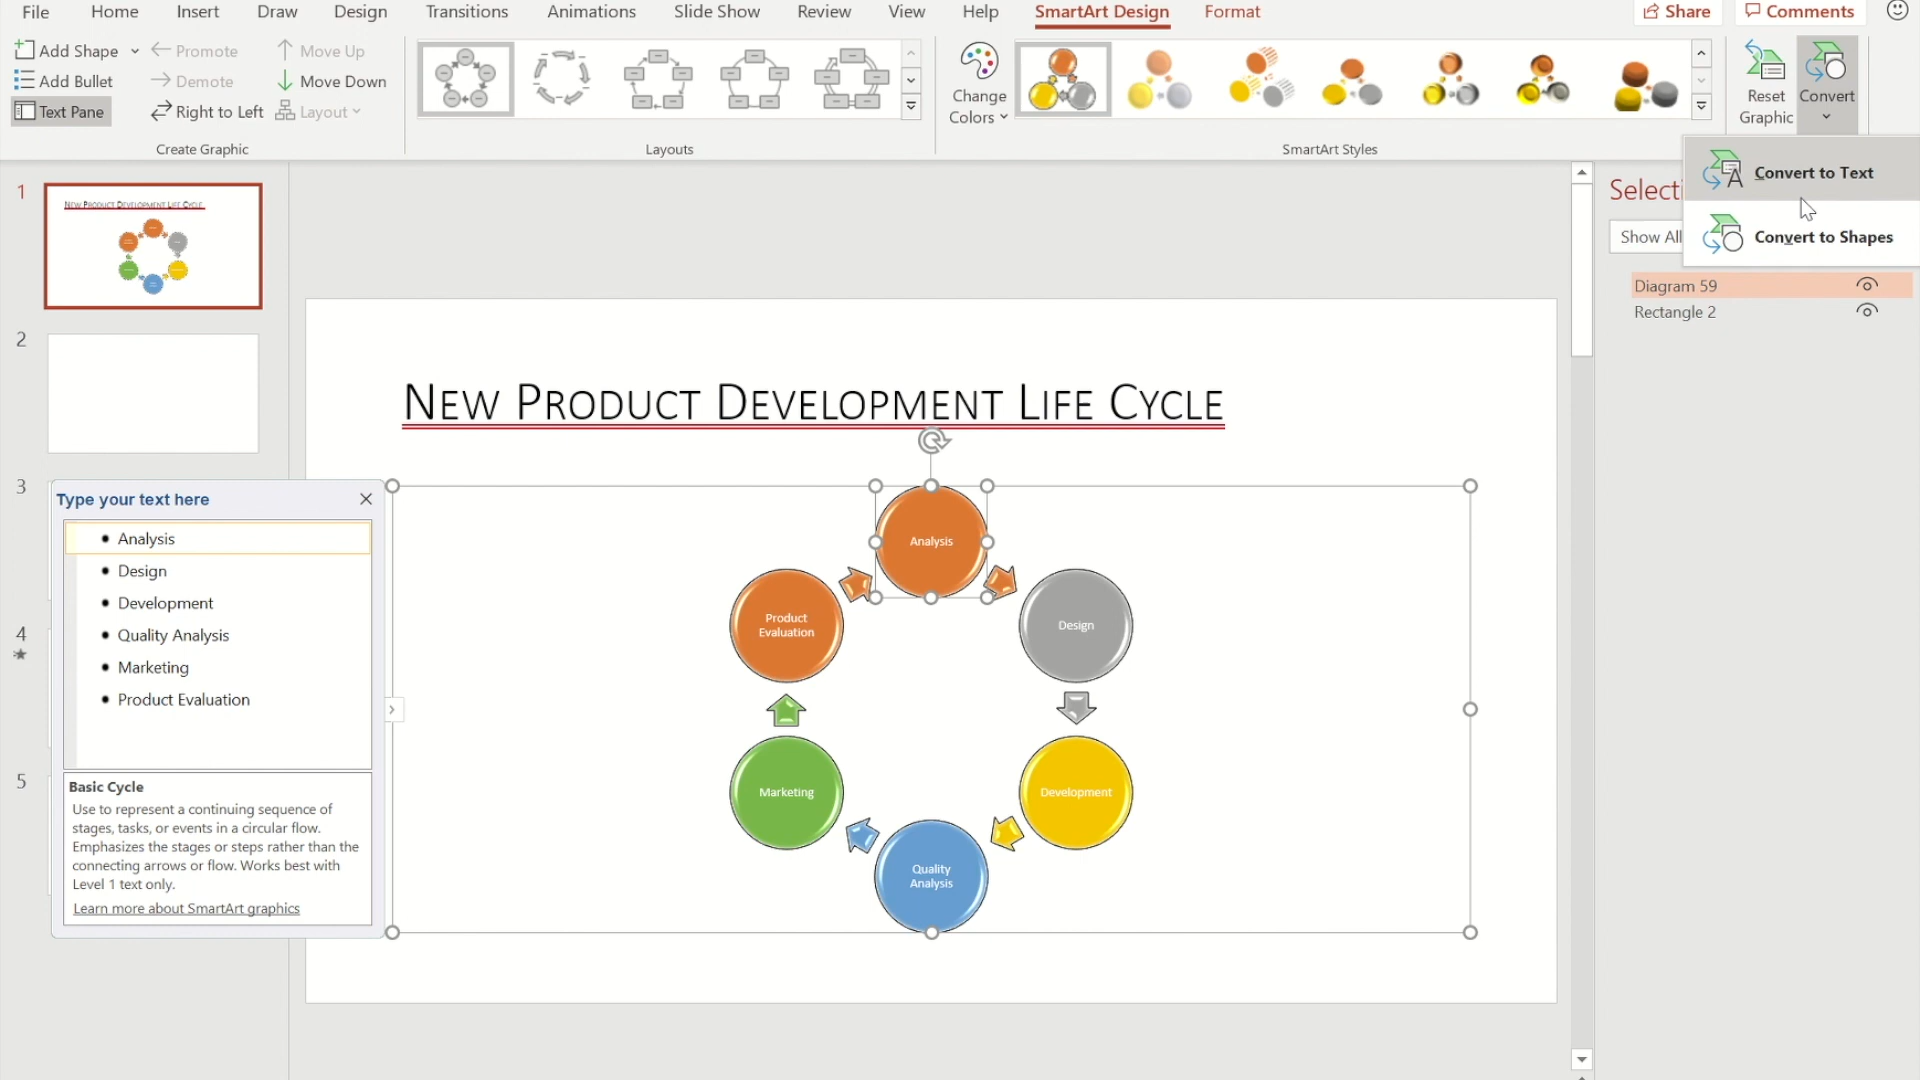 File Home Insert Draw Design Transitions Animations Slide Show Review View Help SmartArt Design Format Share Comments
Add Shape Promote Move Up
Add Bullet Demote Move Down
Text Pane Right to Left Layout
Create Graphic
Layouts
Change
Colors
SmartArt Styles
Reset
Graphic
Convert
Convert to Text
Convert to Shapes
Selecti
Show All
Diagram 59
Rectangle 2
1
NEW PRODUCT DEVELOPMENT LIFE CYCLE
2
3
4
5
Type your text here
Analysis
Design
Development
Quality Analysis
Marketing
Product Evaluation
Basic Cycle
Use to represent a continuing sequence of
stages, tasks, or events in a circular flow.
Emphasizes the stages or steps rather than the
connecting arrows or flow. Works best with
Level 1 text only.
Learn more about SmartArt graphics
NEW PRODUCT DEVELOPMENT LIFE CYCLE
Analysis
Design
Development
Quality
Analysis
Marketing
Product
Evaluation